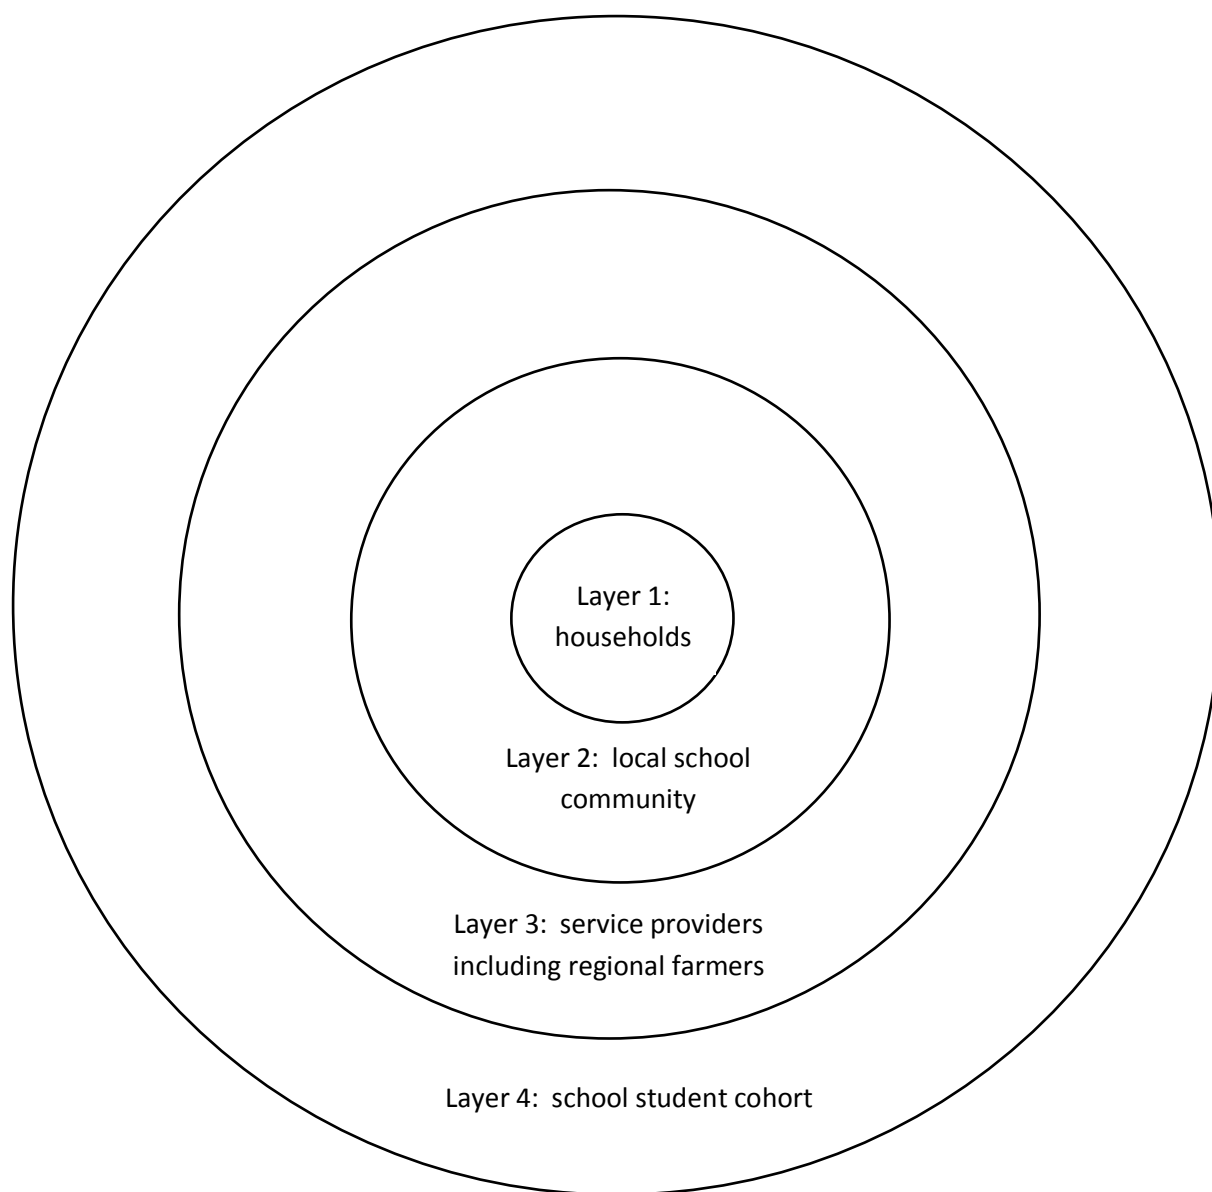 Layer 1:
households
Layer 2:  local school
community
Layer 3:  service providers
including regional farmers
Layer 4:  school student cohort